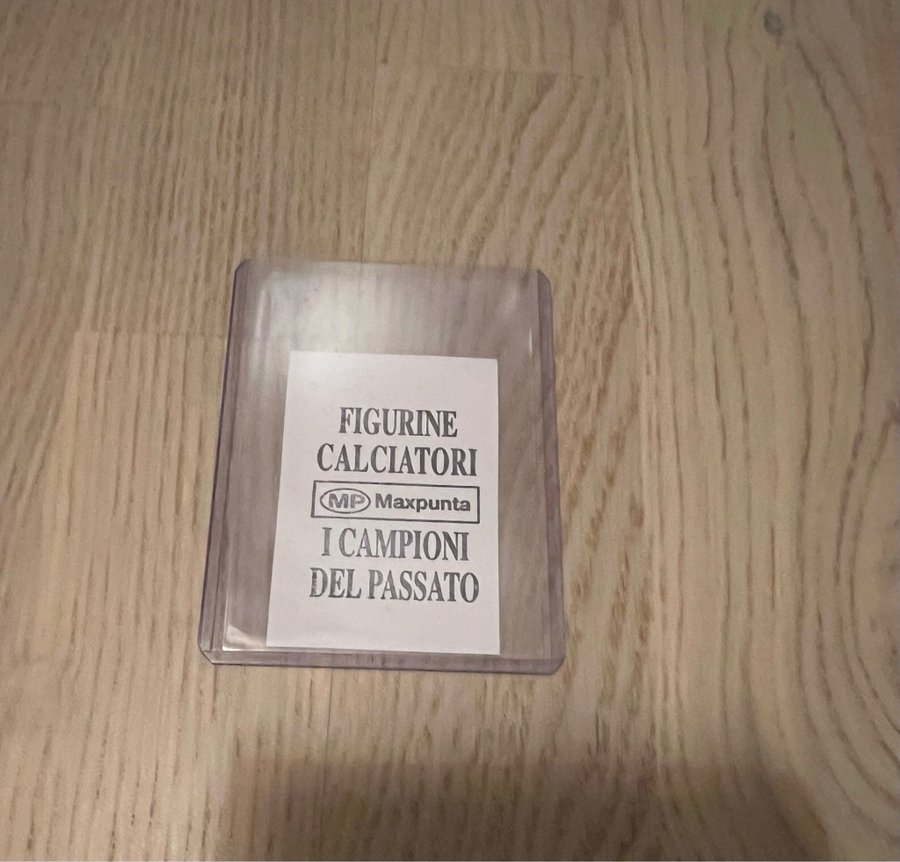 FIGURINE
CALCIATORI
MP Maxpunta
I CAMPIONI
DEL PASSATO